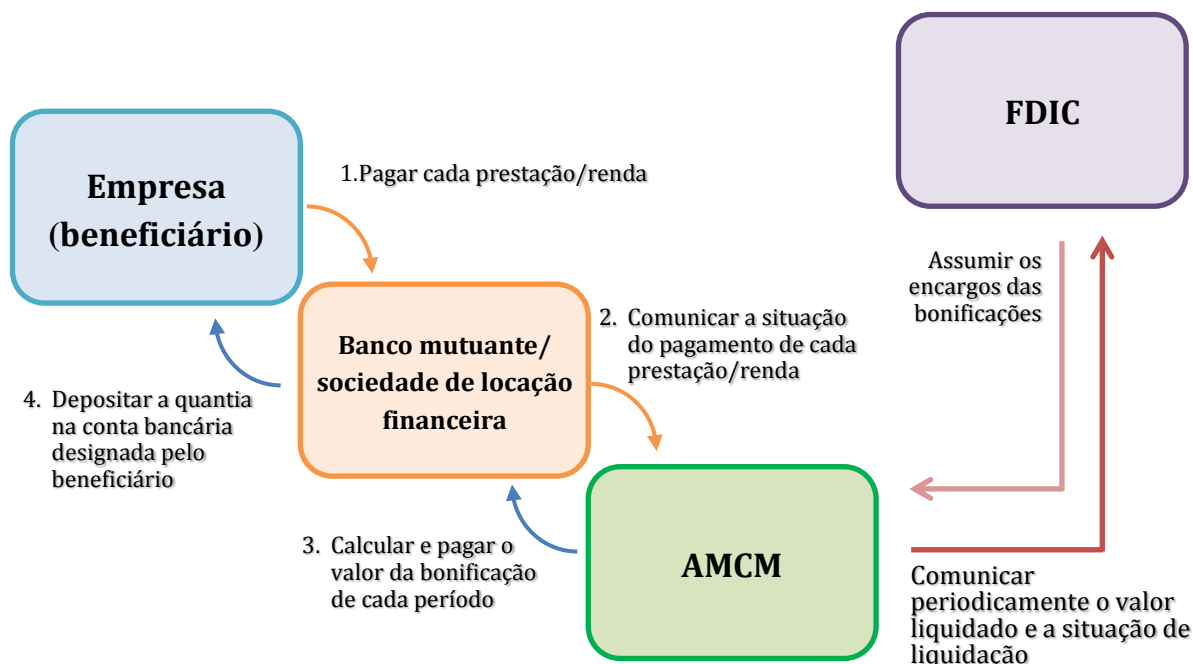 FDIC
Empresa
(beneficiário)
1.Pagar cada prestação/renda
Banco mutuante/
sociedade de locação
financeira
2. Comunicar a situação
do pagamento de cada
prestação/renda
Assumir os
encargos das
bonificações
4. Depositar a quantia
na conta bancária
designada pelo
beneficiário
3. Calcular e pagar o
valor da bonificação
de cada período
AMCM
Comunicar
periodicamente o valor
liquidado e a situação de
liquidação